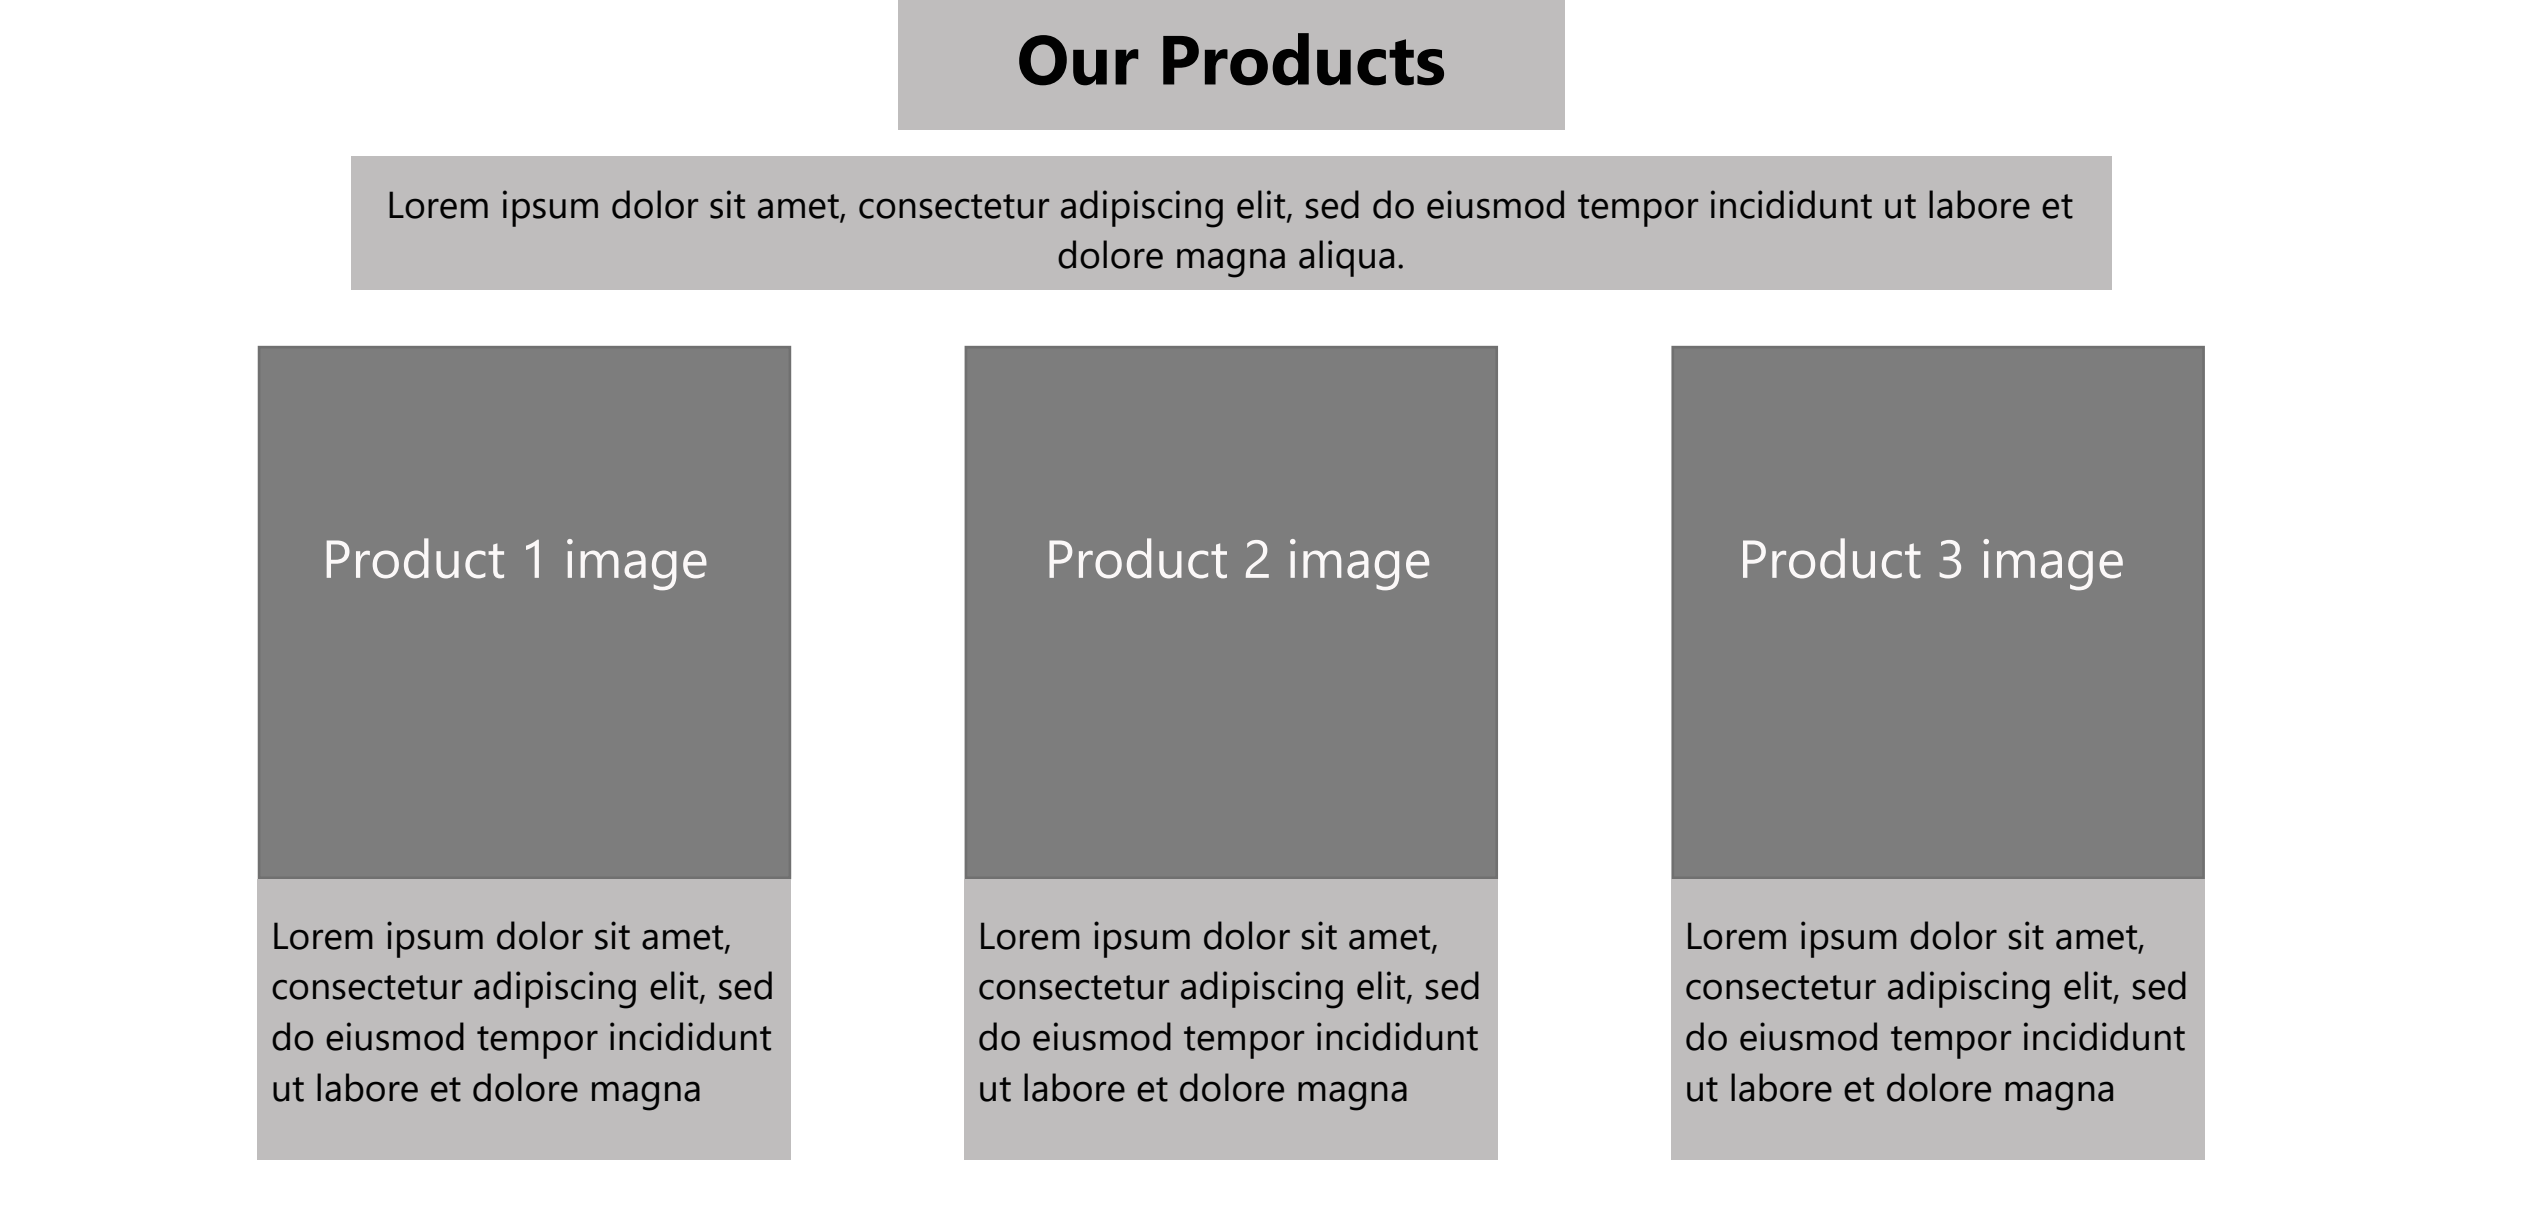 Our Products
Lorem ipsum dolor sit amet, consectetur adipiscing elit, sed do eiusmod tempor incididunt ut labore et
dolore magna aliqua.
Product 1 image
Lorem ipsum dolor sit amet,
consectetur adipiscing elit, sed
do eiusmod tempor incididunt
ut labore et dolore magna
Product 2 image
Lorem ipsum dolor sit amet,
consectetur adipiscing elit, sed
do eiusmod tempor incididunt
ut labore et dolore magna
Product 3 image
Lorem ipsum dolor sit amet,
consectetur adipiscing elit, sed
do eiusmod tempor incididunt
ut labore et dolore magna